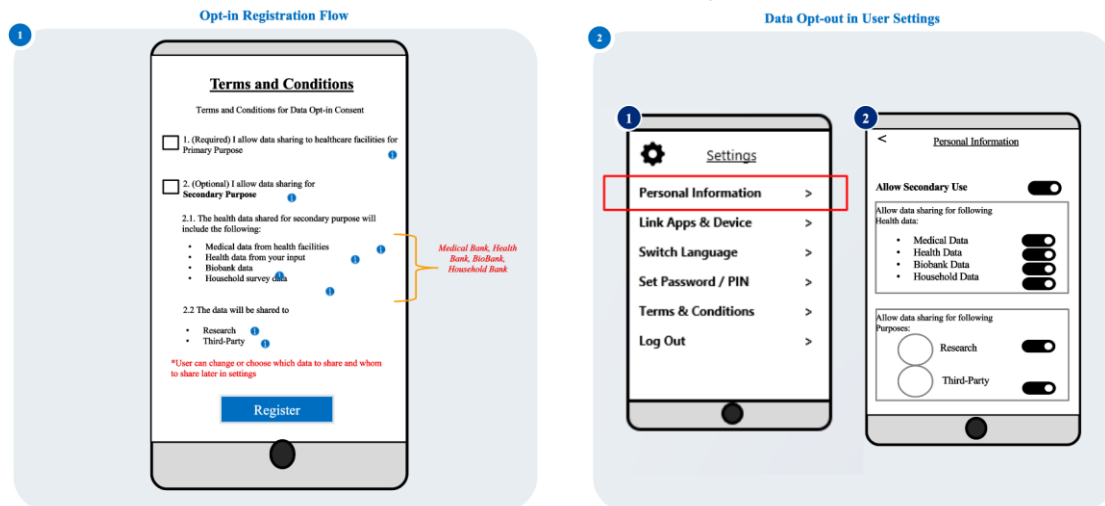 Opt-in Registration Flow
1
Terms and Conditions
Terms and Conditions for Data Opt-in Consent
1. (Required) I allow data sharing to healthcare facilities for
Primary Purpose
2. (Optional) I allow data sharing for
Secondary Purpose
2.1. The health data shared for secondary purpose will
include the following:
• Medical data from health facilities
• Health data from your input
• Biobank data
• Household survey data
Medical Bank, Health
Bank, BioBank,
Household Bank
2.2 The data will be shared to
• Research
• Third-Party
*User can change or choose which data to share and whom
to share later in settings
Register
Data Opt-out in User Settings
2
1
Settings
Personal Information >
Link Apps & Device >
Switch Language >
Set Password / PIN >
Terms & Conditions >
Log Out >
2
< Personal Information
Allow Secondary Use
Allow data sharing for following
Health data:
• Medical Data
• Health Data
• Biobank Data
• Household Data
Allow data sharing for following
Purposes:
Research
Third-Party